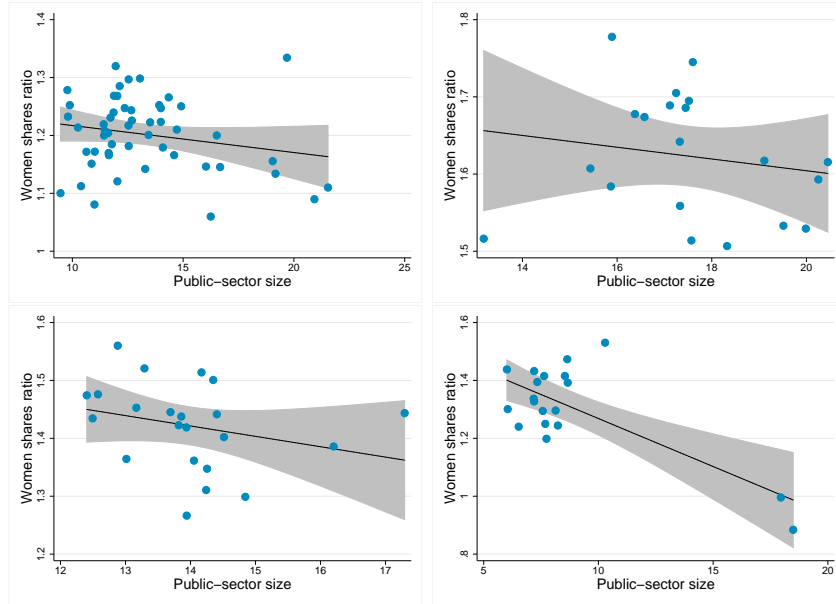 Women shares ratio
1 1.1 1.2 1.3 1.4
10 15 20 25
Public−sector size
Women shares ratio
1.5 1.6 1.7 1.8
14 16 18 20
Public−sector size
Women shares ratio
1.2 1.3 1.4 1.5 1.6
12 13 14 15 16 17
Public−sector size
Women shares ratio
.8 1 1.2 1.4 1.6
5 10 15 20
Public−sector size